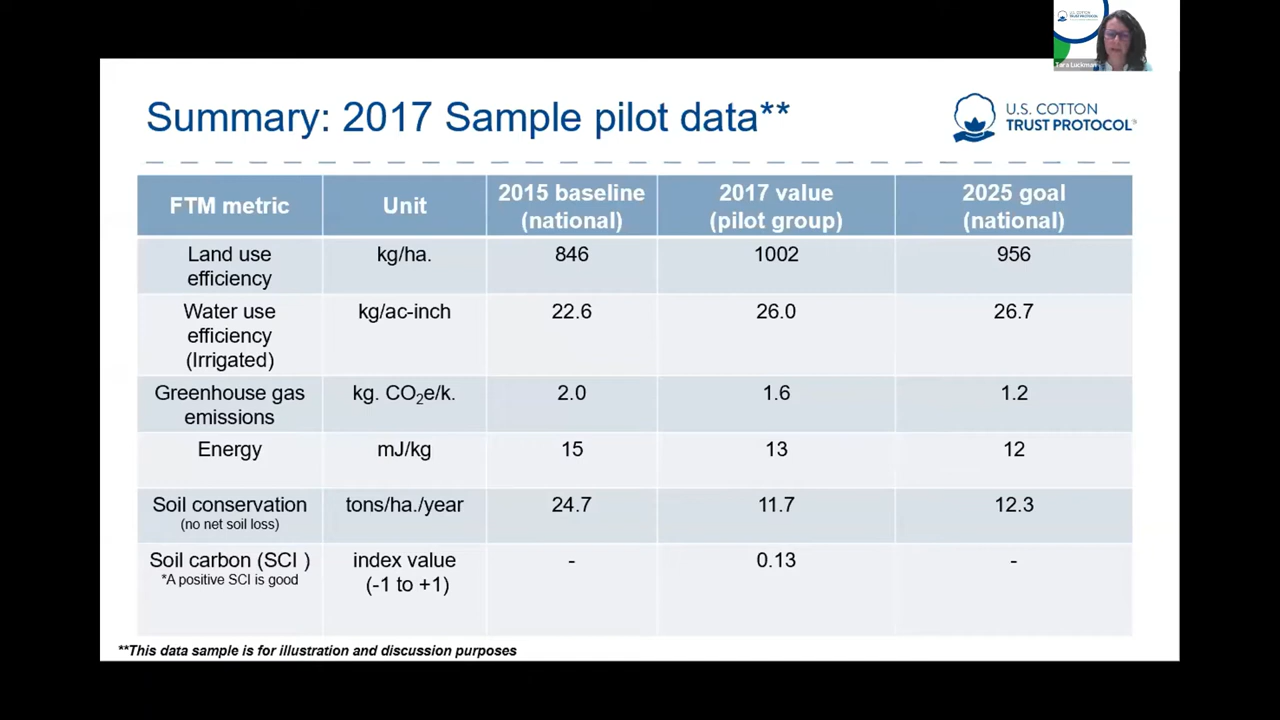 U.S. COTTON
TRUST PROTOCOL
Tara Luckman
Summary: 2017 Sample pilot data**
U.S. COTTON
TRUST PROTOCOL®
FTM metric
Unit
2015 baseline
(national)
2017 value
(pilot group)
2025 goal
(national)
Land use
efficiency
kg/ha.
846
1002
956
Water use
efficiency
(Irrigated)
kg/ac-inch
22.6
26.0
26.7
Greenhouse gas
emissions
kg. CO₂e/k.
2.0
1.6
1.2
Energy
mJ/kg
15
13
12
Soil conservation
(no net soil loss)
tons/ha./year
24.7
11.7
12.3
Soil carbon (SCI )
*A positive SCI is good
index value
(-1 to +1)
-
0.13
-
**This data sample is for illustration and discussion purposes